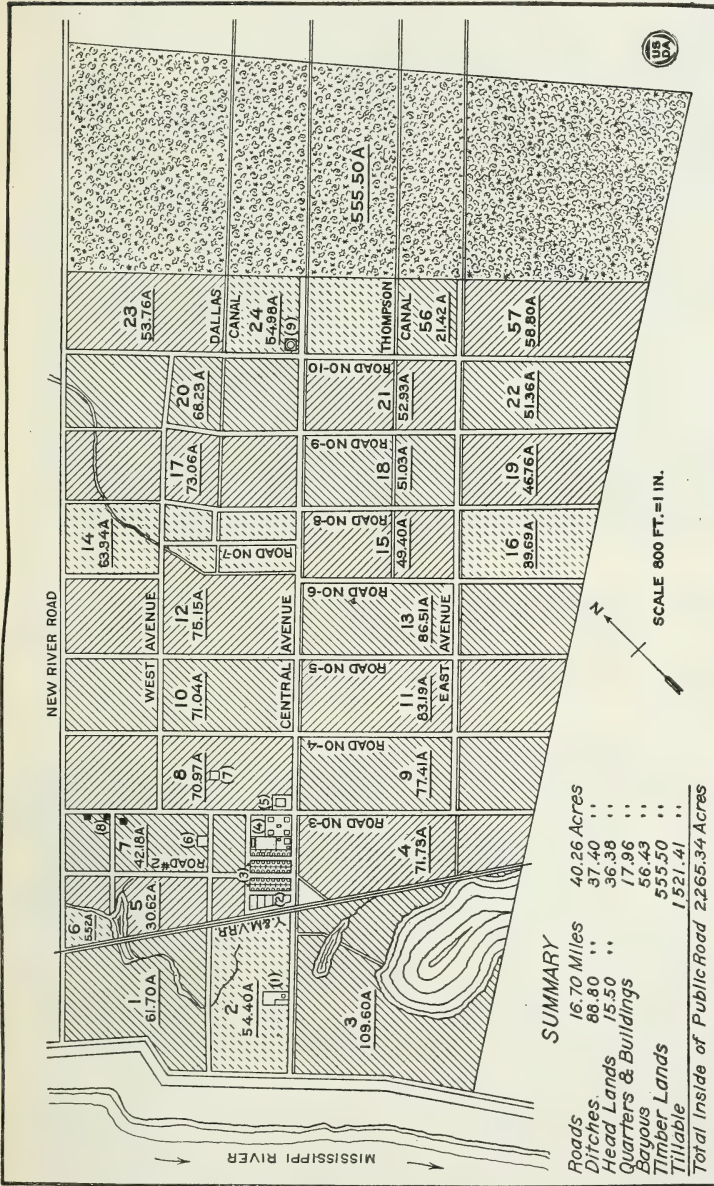 NEW RIVER ROAD
US
DA
23
53.76A
14
63.94A
20
68.23 A
17
73.06A
DALLAS
CANAL
24
54.98A
(9)
555.50A
THOMPSON
CANAL
56
21.42A
57
58.80A
ROAD NO-10
21
52.93A
22
51.36A
ROAD NO-9
18
51.03A
19
46.76A
ROAD NO-8
15
49.40A
16
39.69A
ROAD NO-7
WEST AVENUE
12
75.15A
CENTRAL AVENUE
ROAD NO-6
13
86.51A
EAST AVENUE
10
71.04A
ROAD NO-5
11
83.19A
8
70.97A
(7)
ROAD NO-4
9
77.41A
(8)
7
42.18A
ROAD #2
(6)
(5)
(4)
(3)
(2)
ROAD NO-3
4
71.73A
6
5.52A
5
30.62A
Y.&M.V.RR.
1
61.70A
2
54.40A
(1)
3
109.60A
MISSISSIPPI RIVER
N
SCALE 800 FT.=1 IN.
SUMMARY
Roads 16.70 Miles 40.26 Acres
Ditches. 88.80 " 37.40 "
Head Lands 15.50 " 36.38 "
Quarters & Buildings 17.96 "
Bayous 56.43 "
Timber Lands 555.50 "
Tillable 1521.41 "
Total Inside of Public Road 2,265.34 Acres